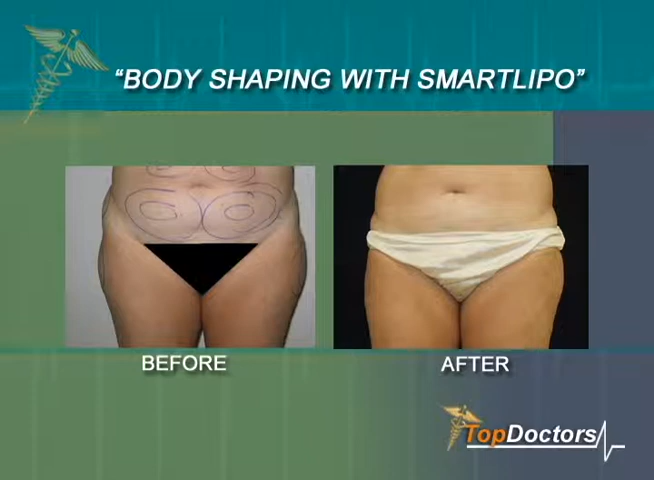 “BODY SHAPING WITH SMARTLIPO”
BEFORE
AFTER
TopDoctors